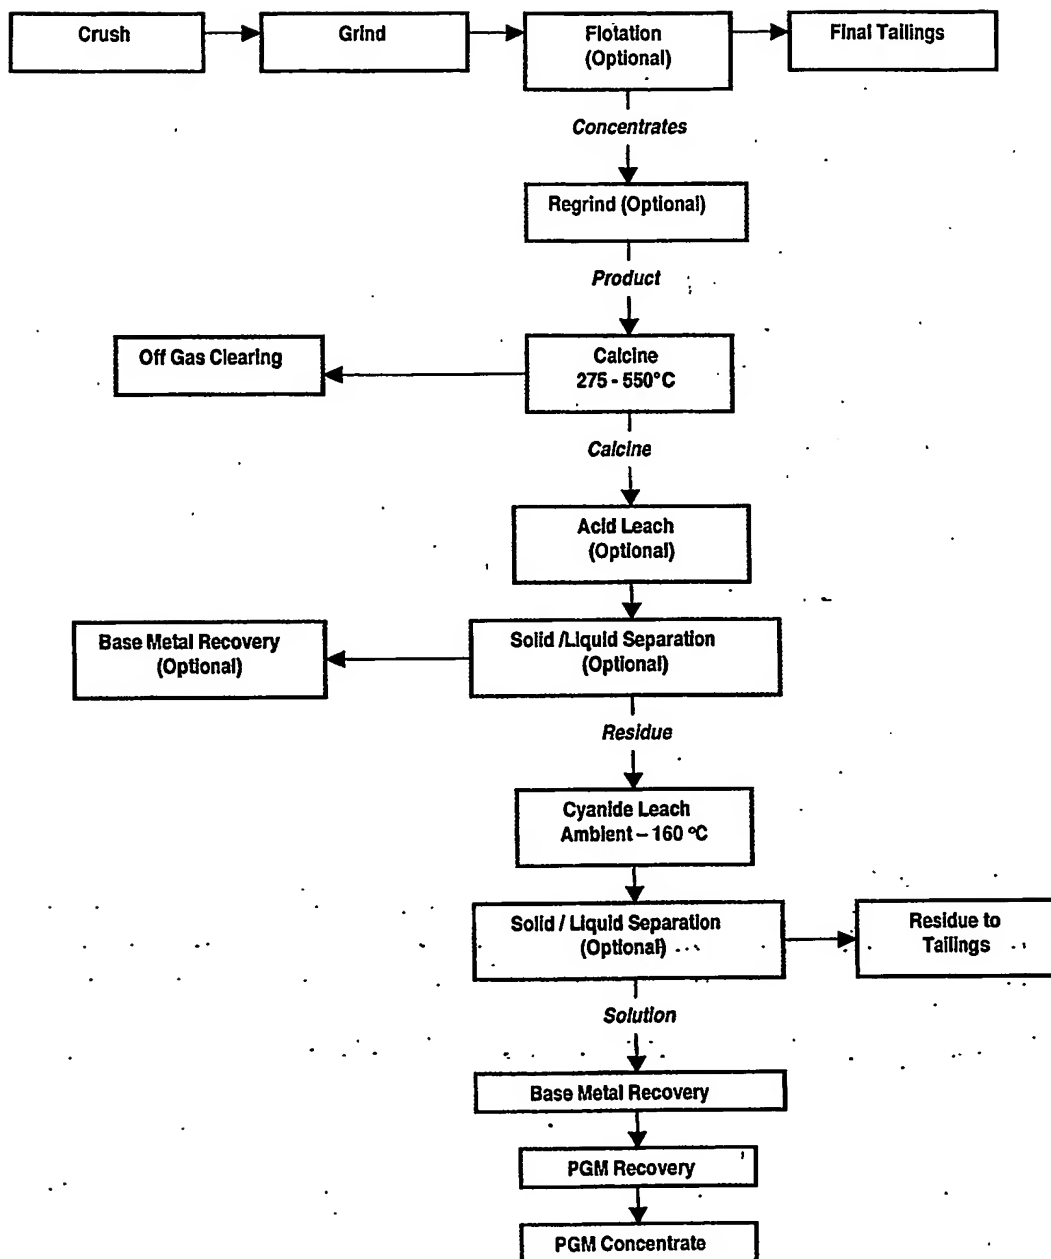 Crush
Grind
Flotation
(Optional)
Final Tailings
Concentrates
Regrind (Optional)
Product
Off Gas Clearing
Calcine
275 - 550°C
Calcine
Acid Leach
(Optional)
Base Metal Recovery
(Optional)
Solid /Liquid Separation
(Optional)
Residue
Cyanide Leach
Ambient – 160 °C
Solid / Liquid Separation
(Optional)
Residue to
Tailings
Solution
Base Metal Recovery
PGM Recovery
PGM Concentrate